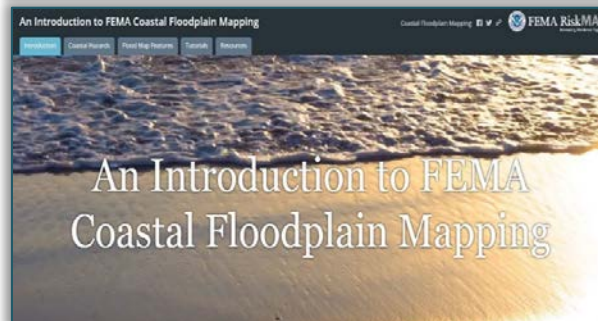 An Introduction to FEMA Coastal Floodplain Mapping
Coastal Floodplain Mapping
FEMA RiskMA
Introduction
Coastal Hazards
Flood Map Features
Tutorials
Resources
An Introduction to FEMA
Coastal Floodplain Mapping